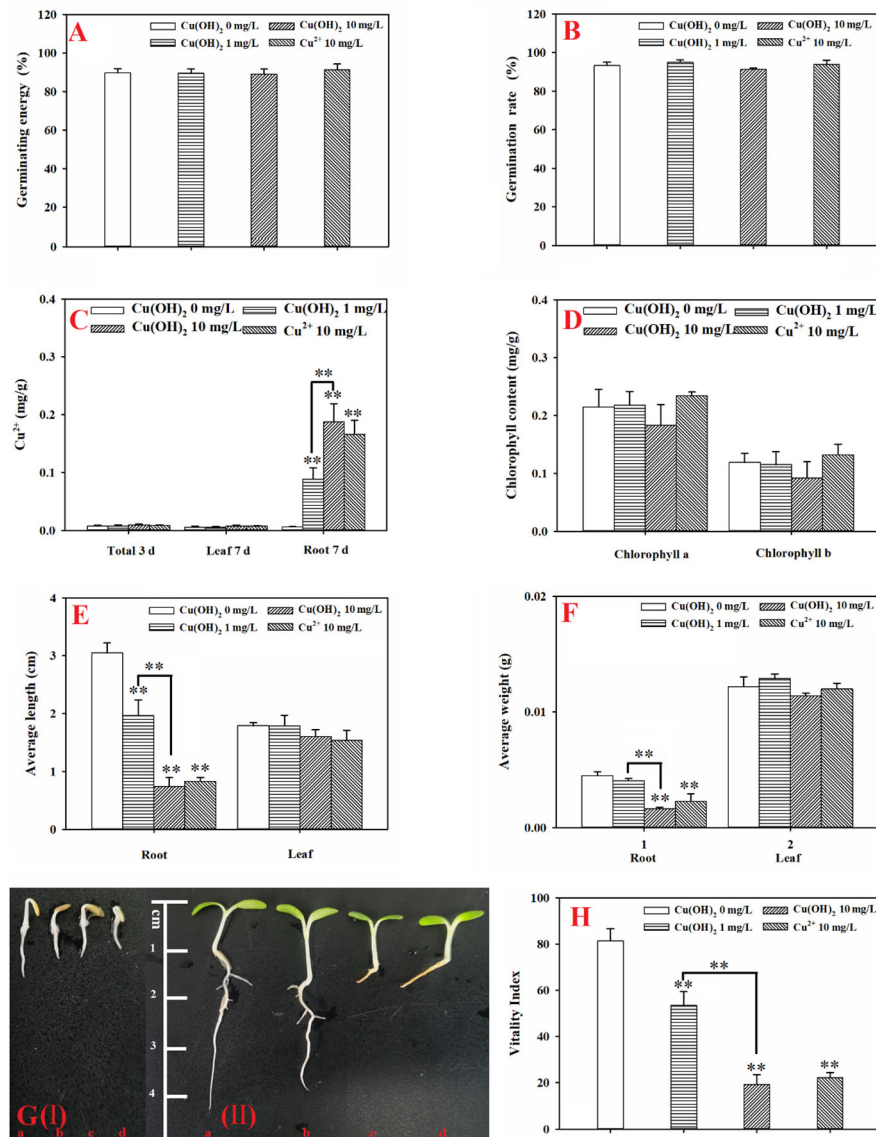 A
Cu(OH)2 0 mg/L Cu(OH)2 10 mg/L
Cu(OH)2 1 mg/L Cu2+ 10 mg/L
Germinating energy (%)
120
100
80
60
40
20
0
B
Cu(OH)2 0 mg/L Cu(OH)2 10 mg/L
Cu(OH)2 1 mg/L Cu2+ 10 mg/L
Germination rate (%)
120
100
80
60
40
20
0
C
Cu(OH)2 0 mg/L Cu(OH)2 1 mg/L
Cu(OH)2 10 mg/L Cu2+ 10 mg/L
Cu2+ (mg/g)
0.4
0.3
0.2
0.1
0.0
**
**
**
**
Total 3 d Leaf 7 d Root 7 d
D
Cu(OH)2 0 mg/L Cu(OH)2 1 mg/L
Cu(OH)2 10 mg/L Cu2+ 10 mg/L
Chlorophyll content (mg/g)
0.4
0.3
0.2
0.1
0.0
Chlorophyll a Chlorophyll b
E
Cu(OH)2 0 mg/L Cu(OH)2 10 mg/L
Cu(OH)2 1 mg/L Cu2+ 10 mg/L
Average length (cm)
4
3
2
1
0
**
**
** **
Root Leaf
F
Cu(OH)2 0 mg/L Cu(OH)2 10 mg/L
Cu(OH)2 1 mg/L Cu2+ 10 mg/L
Average weight (g)
0.02
0.01
0.00
**
** **
1 2
Root Leaf
cm
1
2
3
4
G(I) (II)
a b c d a b c d
H
Cu(OH)2 0 mg/L Cu(OH)2 10 mg/L
Cu(OH)2 1 mg/L Cu2+ 10 mg/L
Vitality Index
100
80
60
40
20
0
**
**
** **